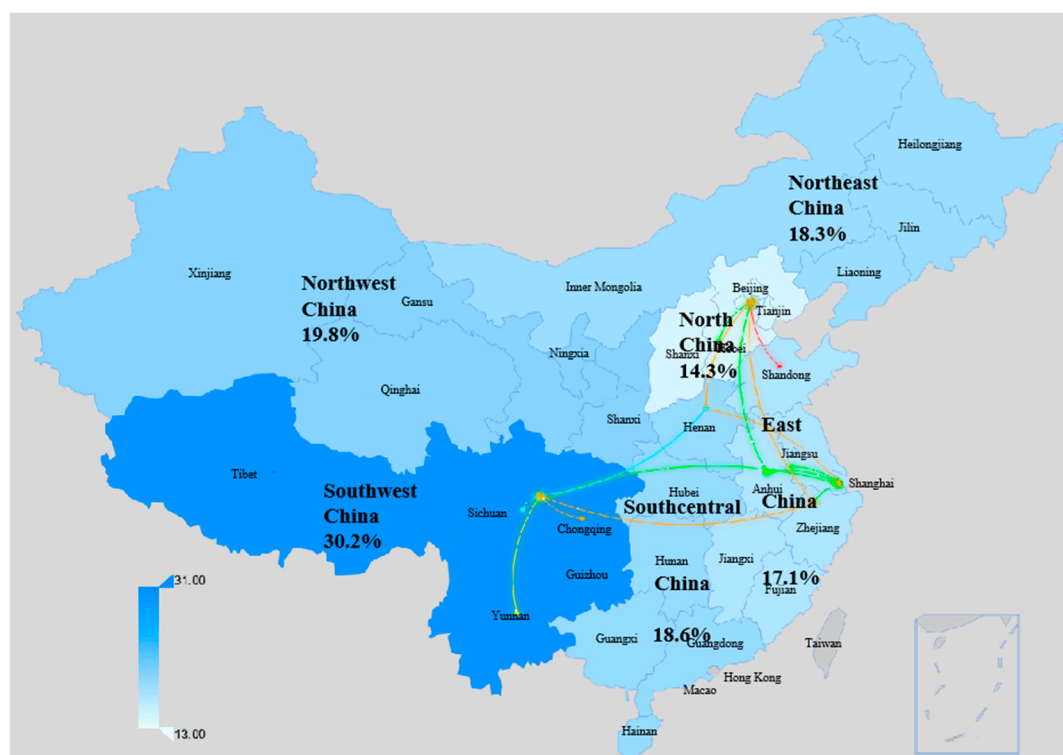 Heilongjiang
Northeast
China
18.3%
Jilin
Liaoning
Xinjiang
Northwest
China
19.8%
Gansu
Inner Mongolia
Beijing
Tianjin
North
China
14.3%
Shanxi
Hebei
Ningxia
Shandong
Qinghai
Shanxi
Henan
East
Jiangsu
Tibet
Southwest
China
30.2%
Sichuan
Chongqing
Hubei
Southcentral
Anhui
China
Shanghai
Zhejiang
Guizhou
Hunan
China
Jiangxi
17.1%
Fujian
Yunnan
Guangxi
18.6%
Guangdong
Taiwan
Hong Kong
Macao
Hainan
31.00
13.00